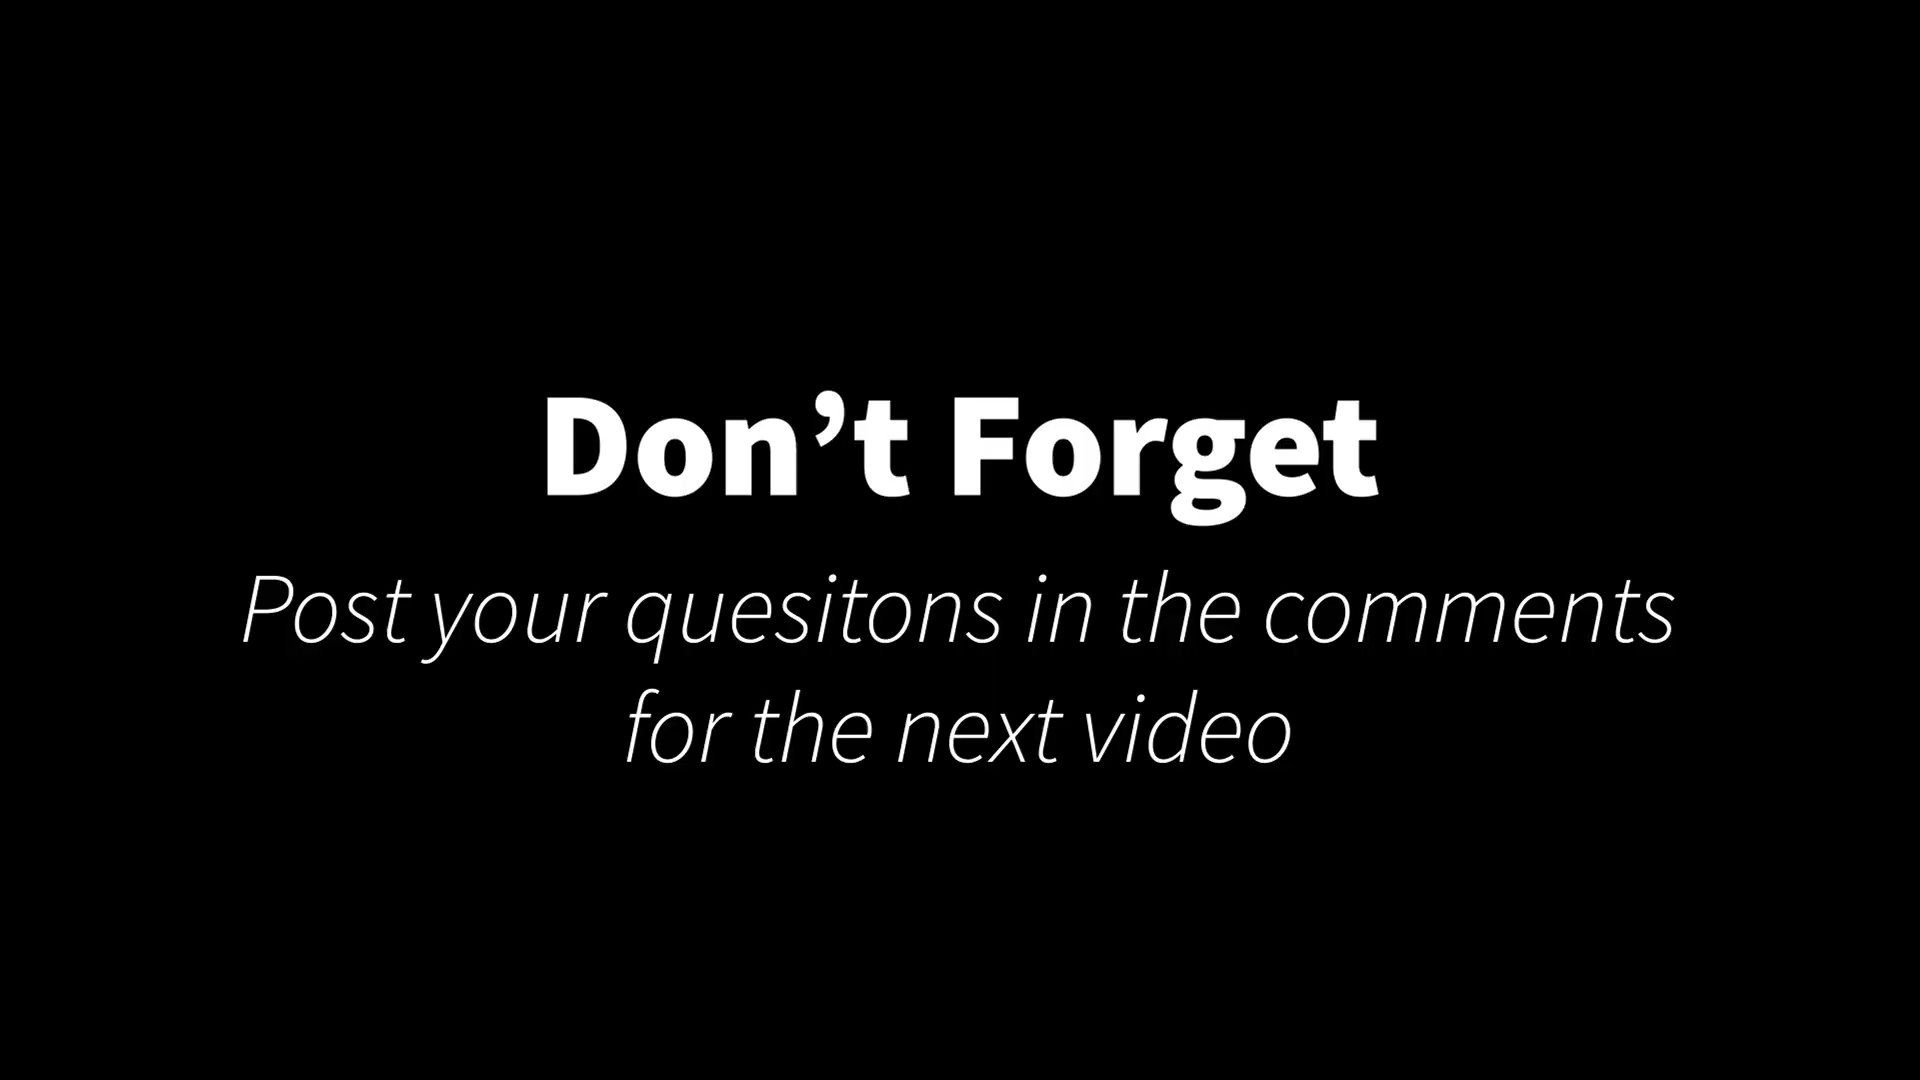 Don’t Forget
Post your quesitons in the comments
for the next video